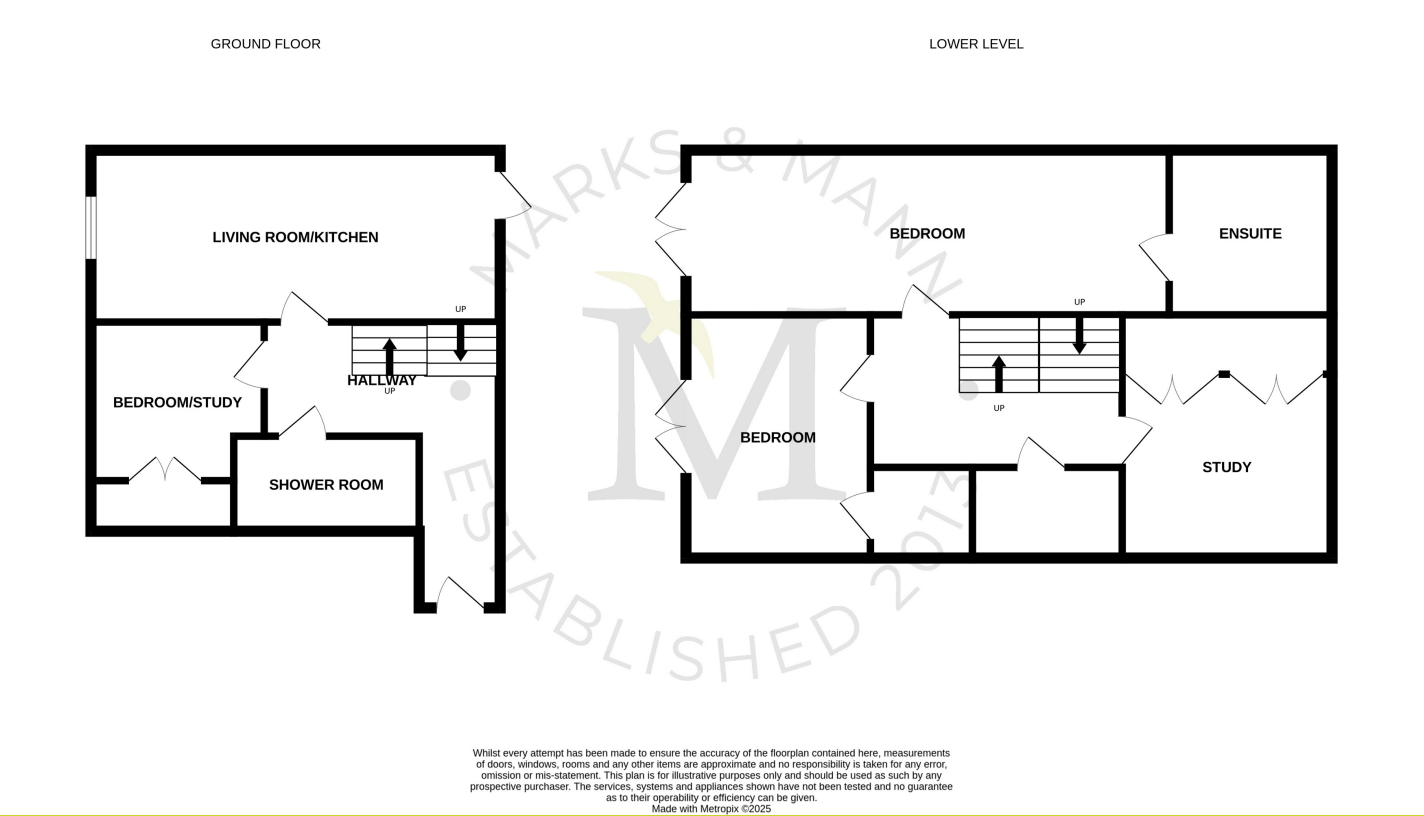 GROUND FLOOR
LOWER LEVEL
LIVING ROOM/KITCHEN
UP
HALLWAY
UP
BEDROOM/STUDY
SHOWER ROOM
BEDROOM
ENSUITE
UP
UP
BEDROOM
STUDY
MARKS & MANN
M
ESTABLISHED 2013
Whilst every attempt has been made to ensure the accuracy of the floorplan contained here, measurements
of doors, windows, rooms and any other items are approximate and no responsibility is taken for any error,
omission or mis-statement. This plan is for illustrative purposes only and should be used as such by any
prospective purchaser. The services, systems and appliances shown have not been tested and no guarantee
as to their operability or efficiency can be given.
Made with Metropix ©2025